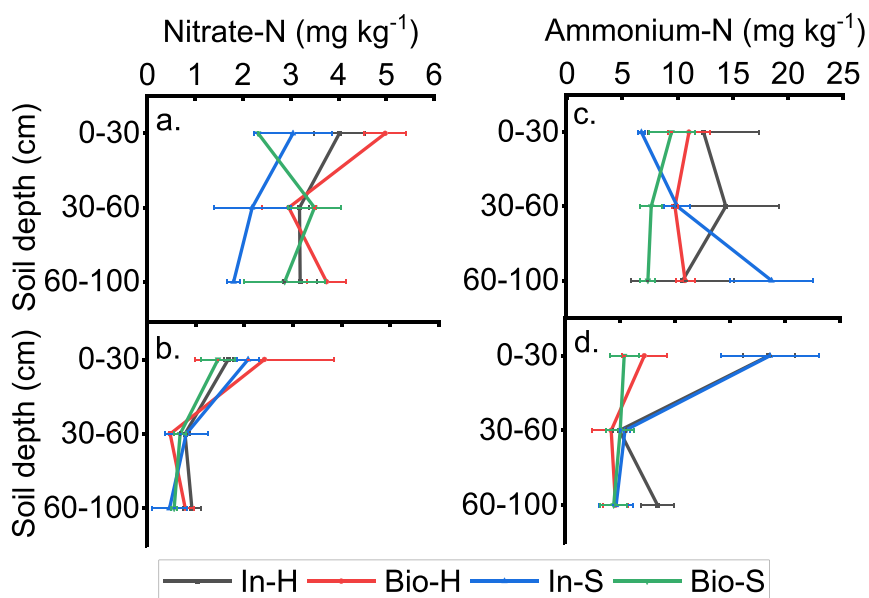 Nitrate-N (mg kg⁻¹)
Ammonium-N (mg kg⁻¹)
0 1 2 3 4 5 6
0 5 10 15 20 25
Soil depth (cm)
a.
0-30
30-60
60-100
c.
0-30
30-60
60-100
Soil depth (cm)
b.
0-30
30-60
60-100
d.
0-30
30-60
60-100
In-H Bio-H In-S Bio-S